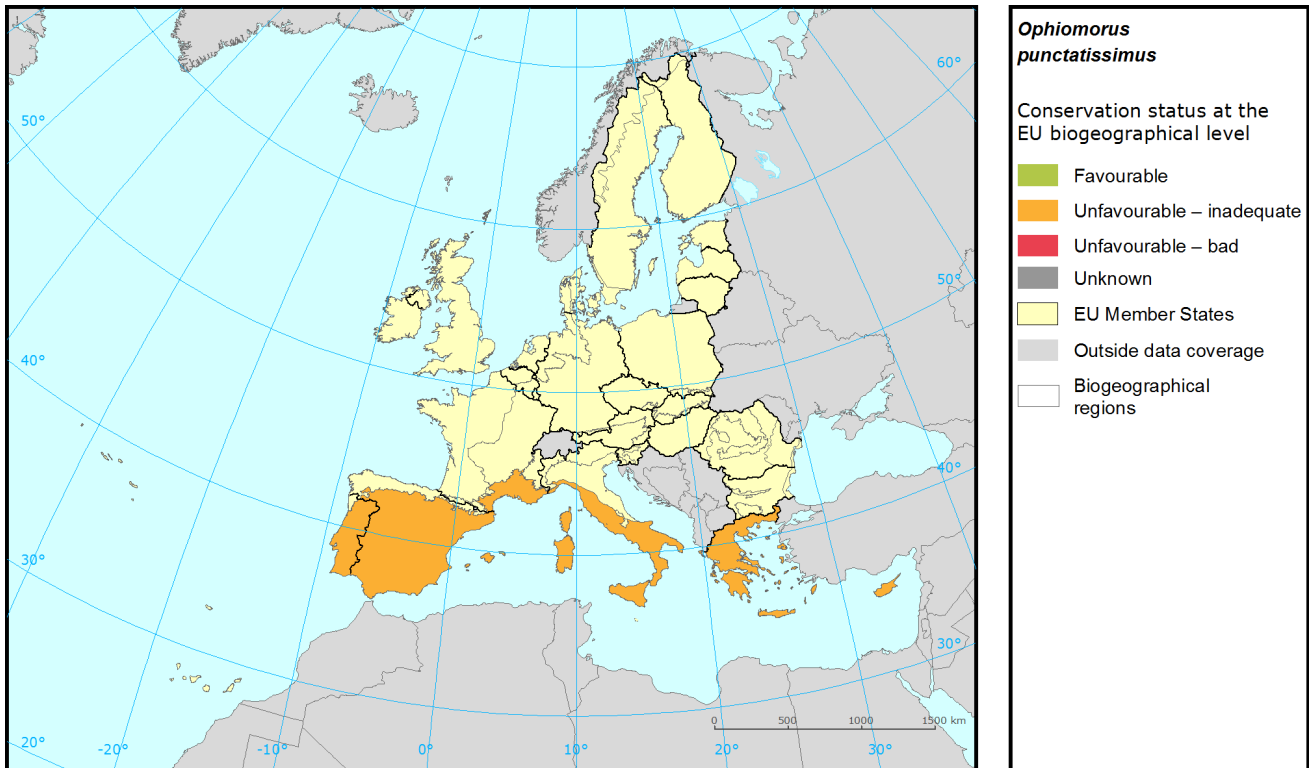 60°
50°
50°
40°
40°
30°
30°
0 500 1000 1500 km
20° -20° -10° 0° 10° 20° 30°
Ophiomorus
punctatissimus
Conservation status at the
EU biogeographical level
Favourable
Unfavourable – inadequate
Unfavourable – bad
Unknown
EU Member States
Outside data coverage
Biogeographical
regions